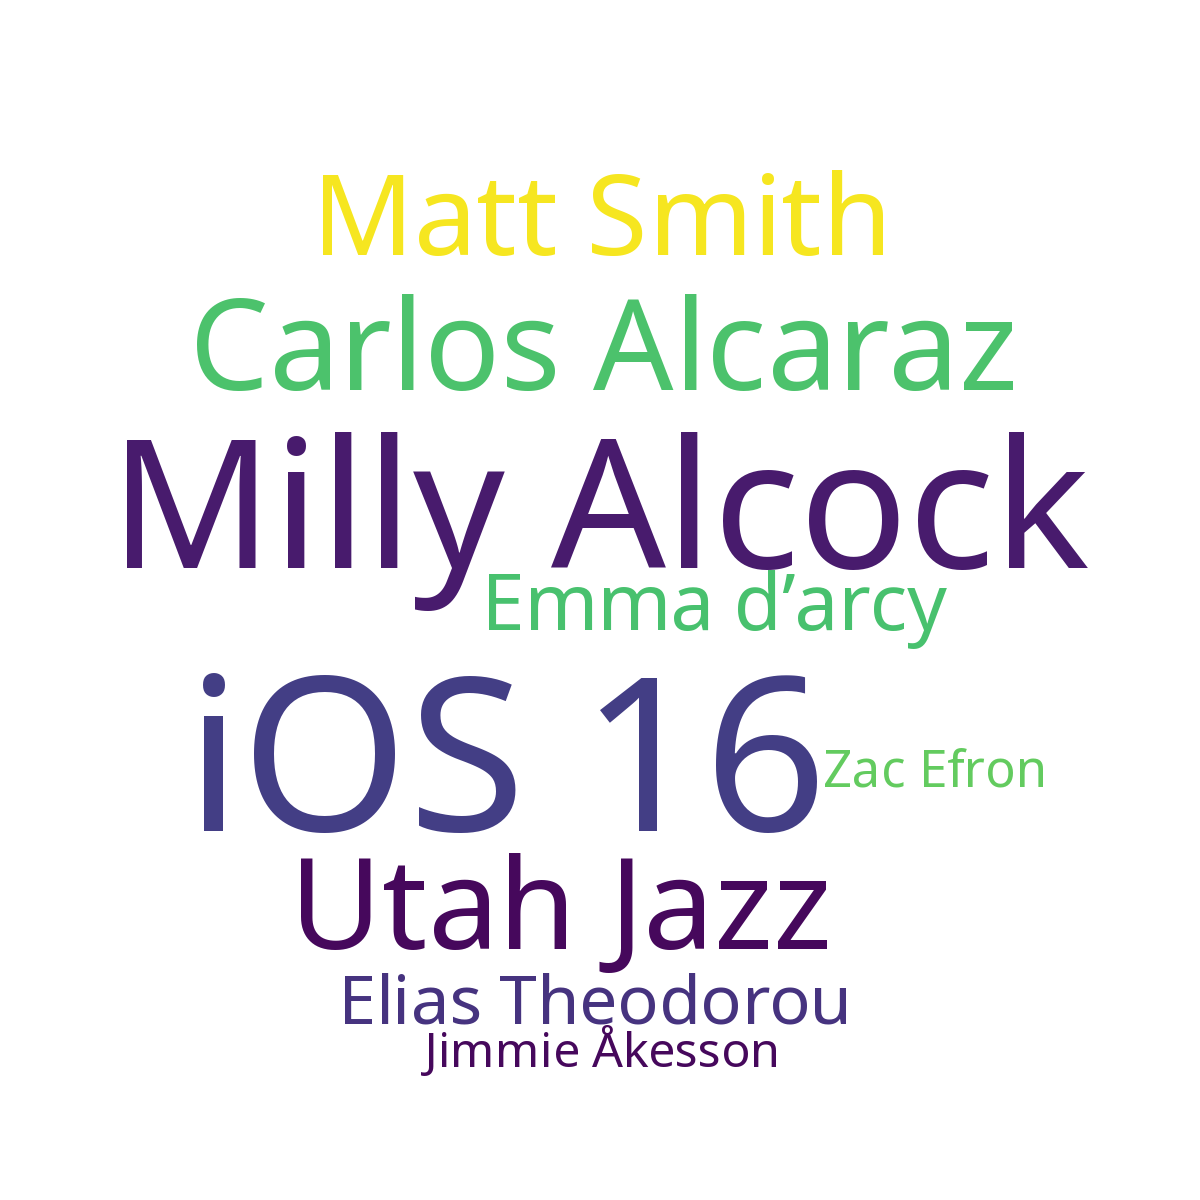 Matt Smith
Carlos Alcaraz
Milly Alcock
Emma d’arcy
iOS 16
Zac Efron
Utah Jazz
Elias Theodorou
Jimmie Åkesson